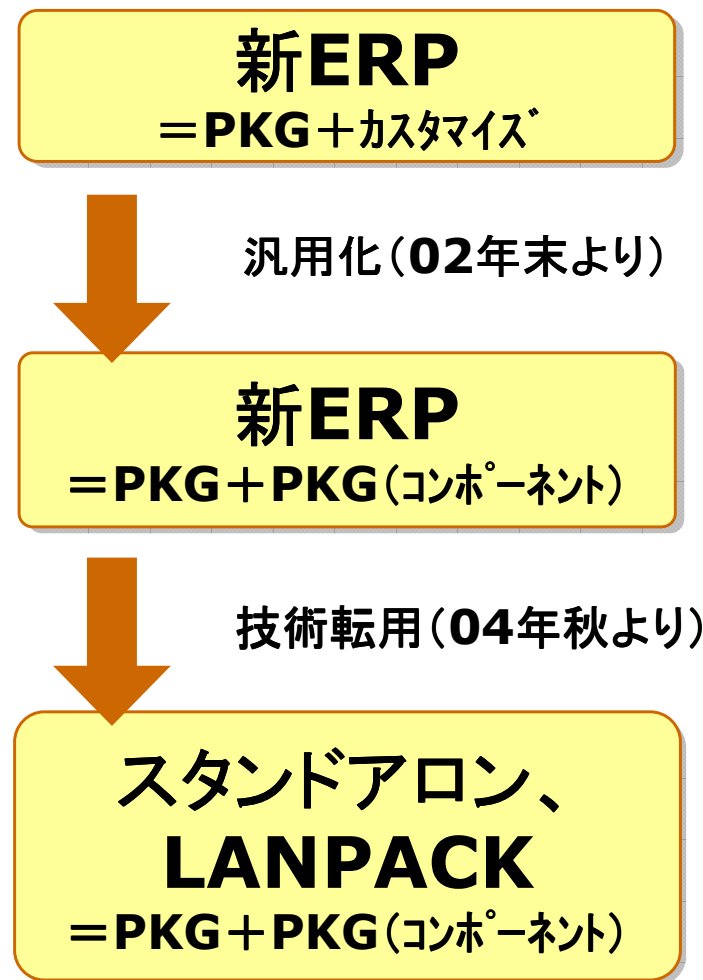 新ERP
＝PKG＋ｶｽﾀﾏｲｽﾞ
汎用化（02年末より）
新ERP
＝PKG＋PKG（ｺﾝﾎﾟｰﾈﾝﾄ）
技術転用（04年秋より）
スタンドアロン、
LANPACK
＝PKG＋PKG（ｺﾝﾎﾟｰﾈﾝﾄ）